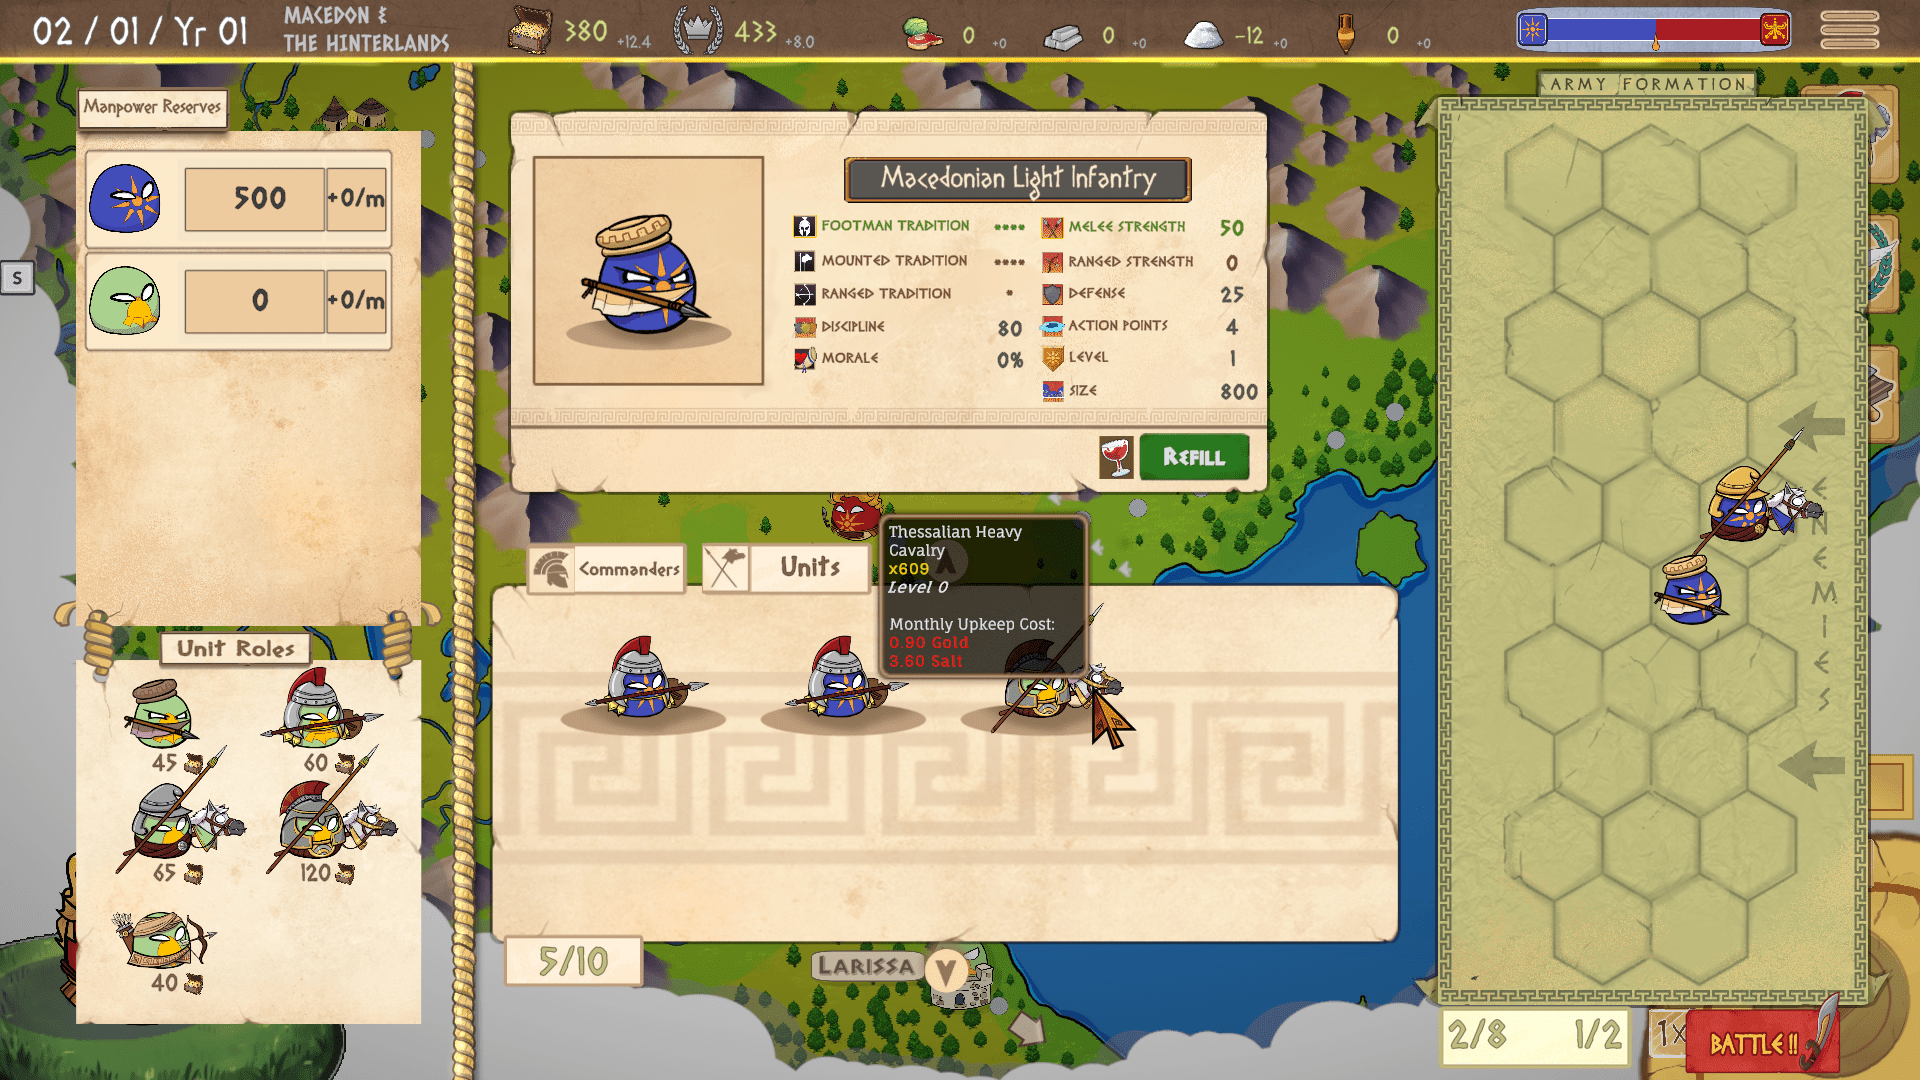 02 / 01 / Yr 01
MACEDON &
THE HINTERLANDS
380 +12.4
433 +8.0
0 +0
0 +0
-12 +0
0 +0
Manpower Reserves
500 +0/m
0 +0/m
S
Unit Roles
45
60
65
120
40
Macedonian Light Infantry
FOOTMAN TRADITION ****
MOUNTED TRADITION ****
RANGED TRADITION *
DISCIPLINE 80
MORALE 0%
MELEE STRENGTH 50
RANGED STRENGTH 0
DEFENSE 25
ACTION POINTS 4
LEVEL 1
SIZE 800
REFILL
Commanders
Units
Thessalian Heavy
Cavalry
x609
Level 0
Monthly Upkeep Cost:
0.90 Gold
3.60 Salt
5/10
LARISSA
ARMY FORMATION
ENEMIES
2/8 1/2
1x
BATTLE!!